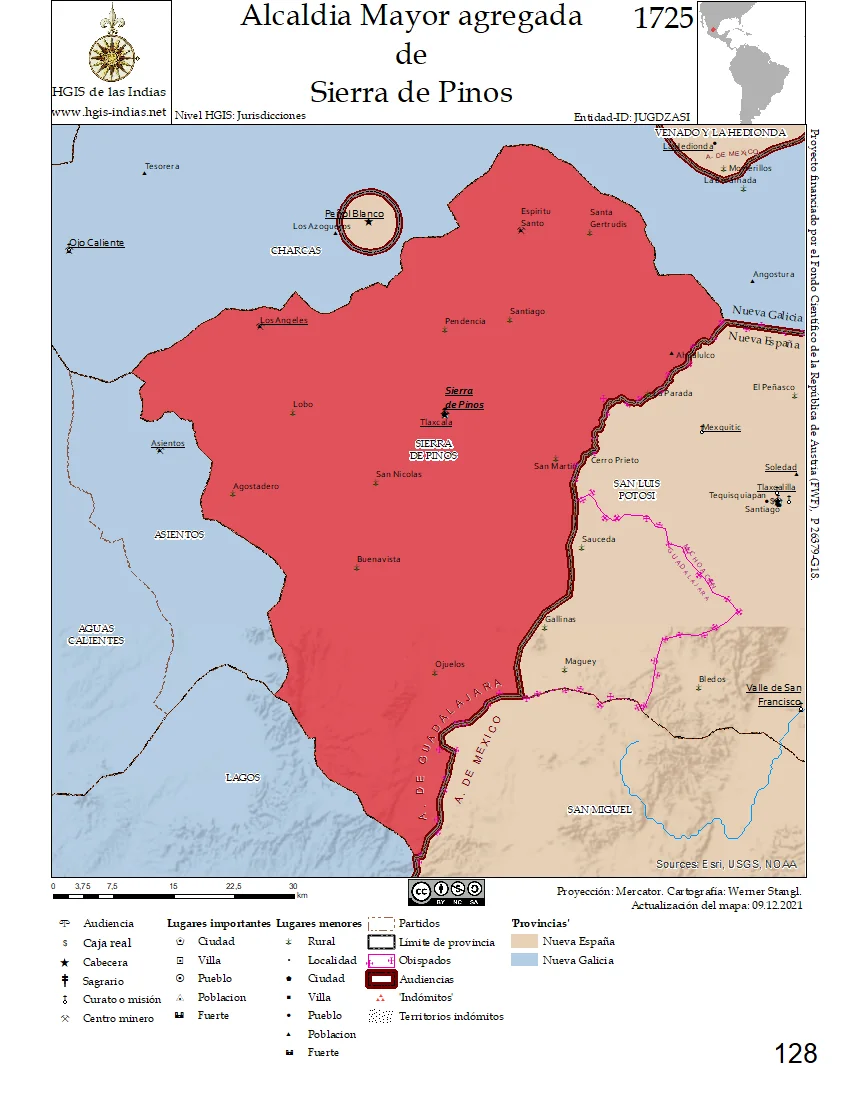 Alcaldia Mayor agregada
de
Sierra de Pinos
1725
HGIS de las Indias
www.hgis-indias.net
Nivel HGIS: Jurisdicciones
Entidad-ID: JUGDZASI
VENADO Y LA HEDIONDA
La Hedionda
A. DE MEXICO
Tesorera
Peñol Blanco
Los Azogueros
Ojo Caliente
CHARCAS
Espiritu
Santo
Santa
Gertrudis
Angostura
Nueva Galicia
Nueva España
Los Angeles
Pendencia
Santiago
Ahualulco
Parada
El Peñasco
Sierra
de Pinos
Tlaxcala
Lobo
SIERRA
DE PINOS
Mexquitic
Asientos
San Nicolas
San Martin
Cerro Prieto
Soledad
Agostadero
SAN LUIS
POTOSI
Tlaxcalilla
Tequisquiapan
Santiago
ASIENTOS
Sauceda
Buenavista
MICHOACAN
GUADALAJARA
AGUAS
CALIENTES
Gallinas
Ojuelos
Maguey
Bledos
Valle de San
Francisco
A. DE GUADALAJARA
A. DE MEXICO
LAGOS
SAN MIGUEL
Sources: Esri, USGS, NOAA
Proyecto financiado por el Fondo Científico de la República de Austria (FWF), P 26379-G18.
0 3,75 7,5 15 22,5 30
km
CC BY NC SA
Proyección: Mercator. Cartografía: Werner Stangl.
Actualización del mapa: 09.12.2021
Audiencia
S Caja real
Cabecera
Sagrario
Curato o misión
Centro minero
Lugares importantes
Ciudad
Villa
Pueblo
Poblacion
Fuerte
Lugares menores
Rural
Localidad
Ciudad
Villa
Pueblo
Poblacion
Fuerte
Partidos
Límite de provincia
Obispados
Audiencias
'Indómitos'
Territorios indómitos
'Provincias'
Nueva España
Nueva Galicia
128